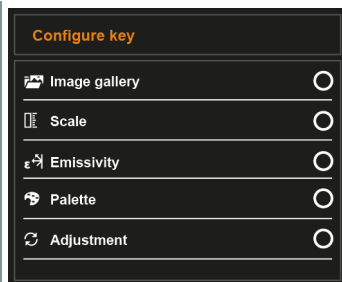 Configure key
Image gallery
Scale
ε Emissivity
Palette
Adjustment